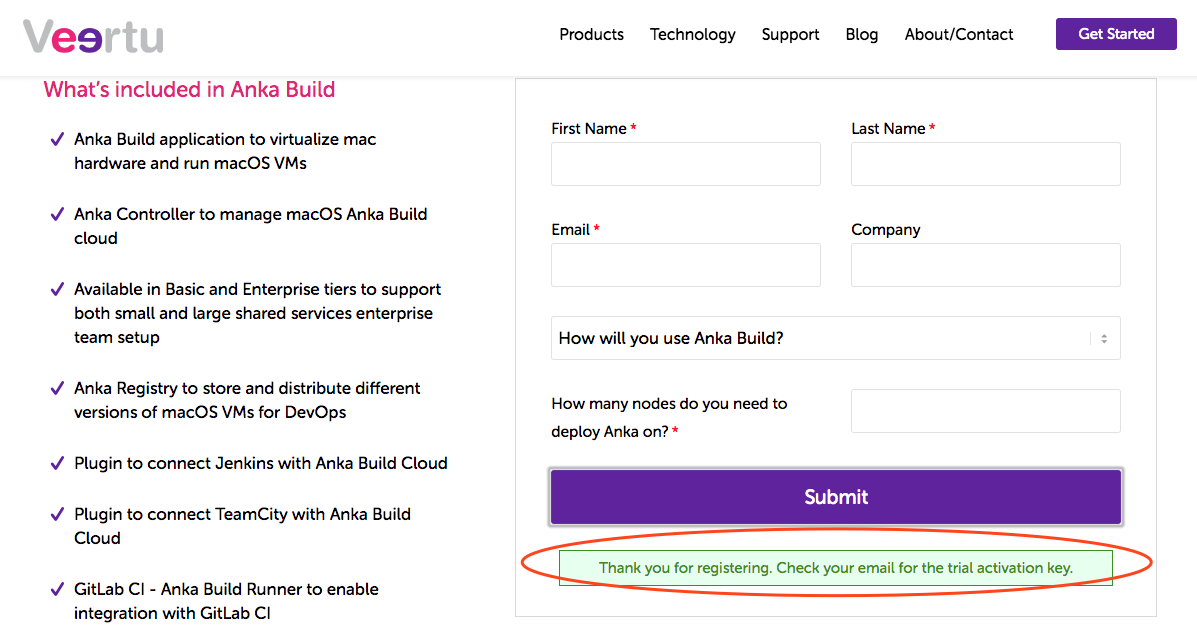 Veertu
Products
Technology
Support
Blog
About/Contact
Get Started
What's included in Anka Build
Anka Build application to virtualize mac
hardware and run macOS VMs
Anka Controller to manage macOS Anka Build
cloud
Available in Basic and Enterprise tiers to support
both small and large shared services enterprise
team setup
Anka Registry to store and distribute different
versions of macOS VMs for DevOps
Plugin to connect Jenkins with Anka Build Cloud
Plugin to connect TeamCity with Anka Build
Cloud
GitLab CI - Anka Build Runner to enable
integration with GitLab CI
First Name *
Last Name *
Email *
Company
How will you use Anka Build?
How many nodes do you need to
deploy Anka on? *
Submit
Thank you for registering. Check your email for the trial activation key.